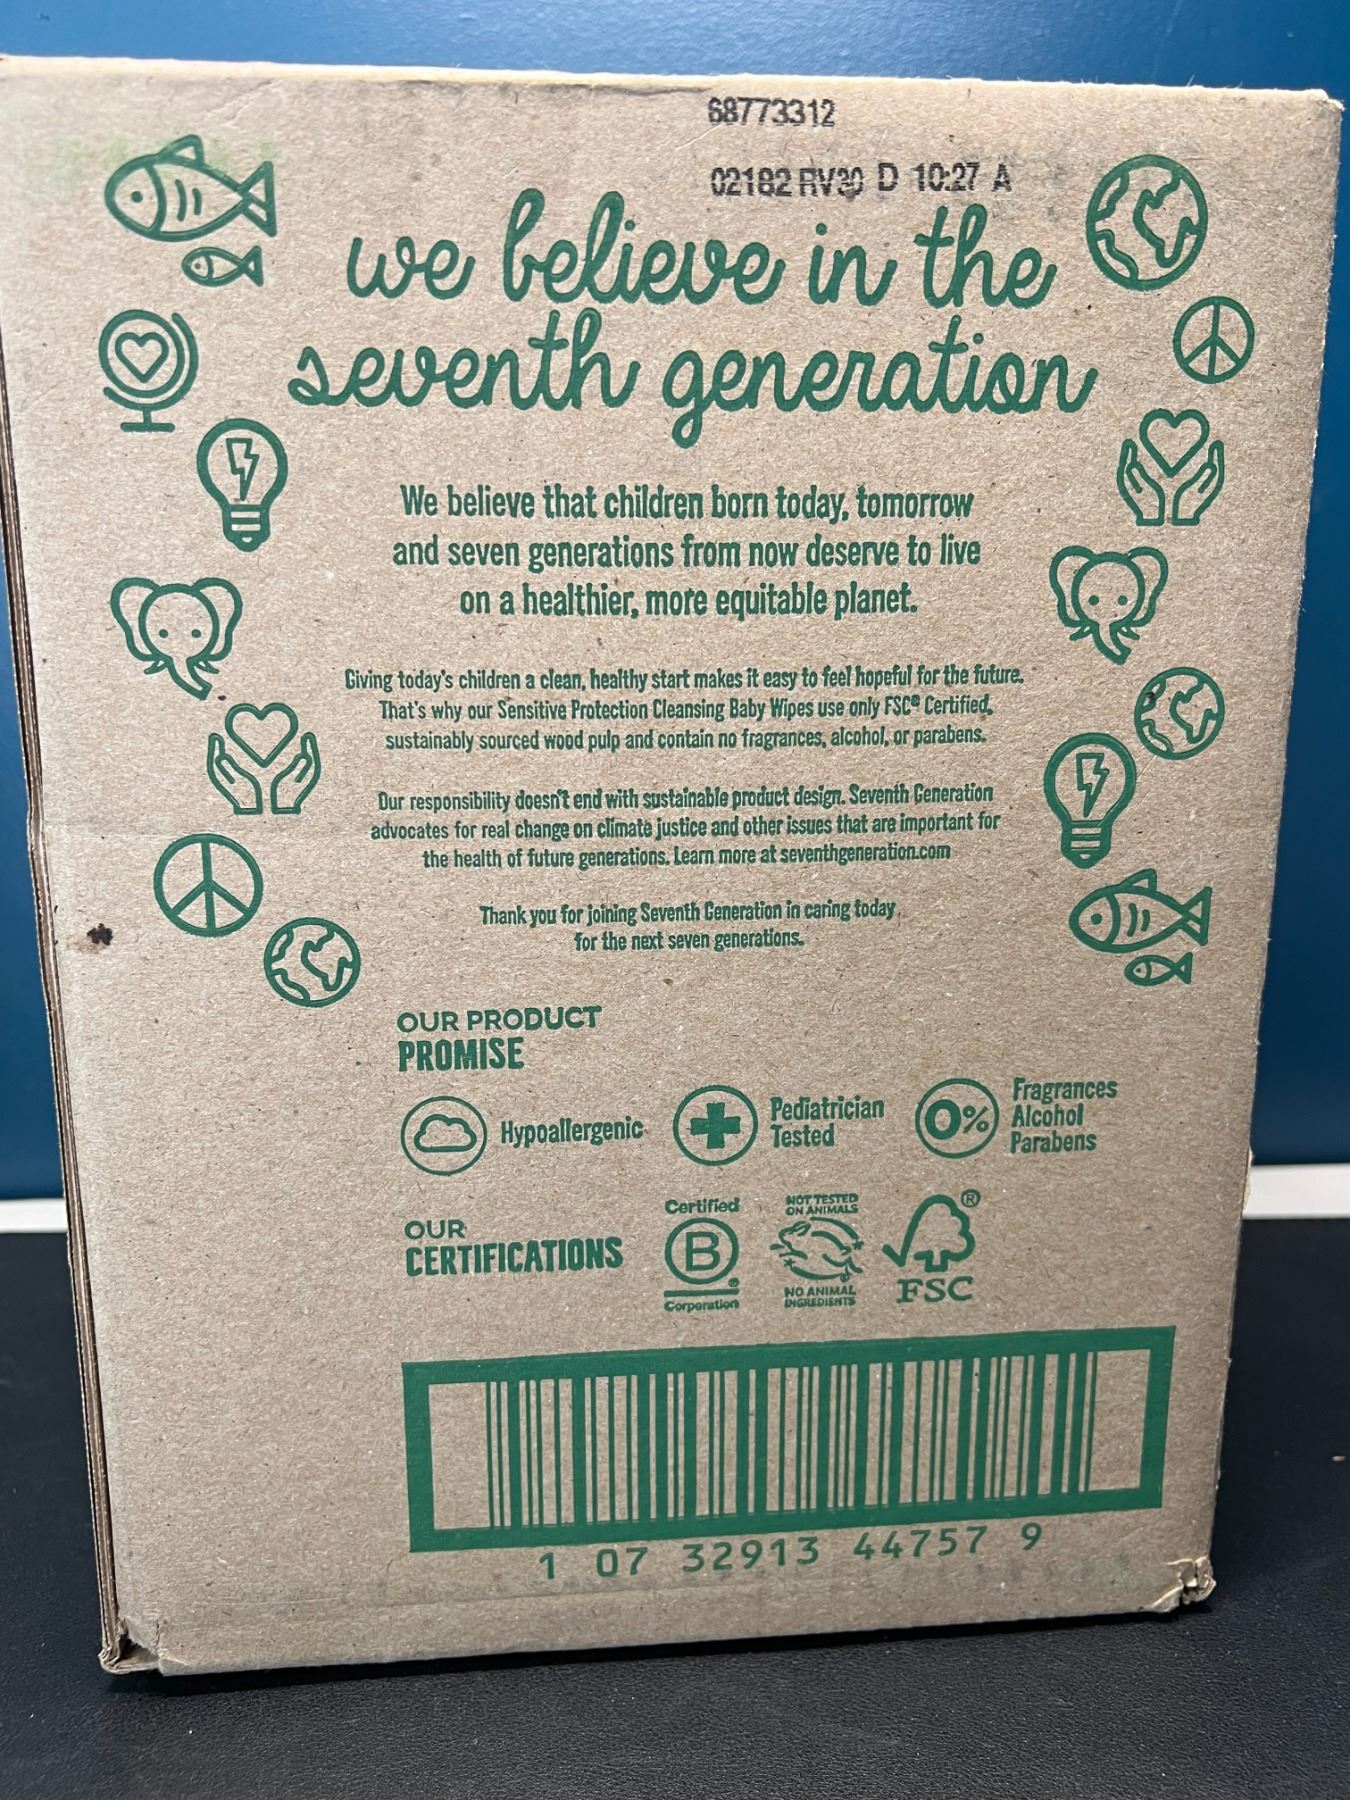 68773312
02182 RV30 D 10:27 A
we believe in the
seventh generation
We believe that children born today, tomorrow
and seven generations from now deserve to live
on a healthier, more equitable planet.
Giving today's children a clean, healthy start makes it easy to feel hopeful for the future.
That's why our Sensitive Protection Cleansing Baby Wipes use only FSC® Certified,
sustainably sourced wood pulp and contain no fragrances, alcohol, or parabens.
Our responsibility doesn't end with sustainable product design. Seventh Generation
advocates for real change on climate justice and other issues that are important for
the health of future generations. Learn more at seventhgeneration.com
Thank you for joining Seventh Generation in caring today
for the next seven generations.
OUR PRODUCT
PROMISE
Hypoallergenic
Pediatrician
Tested
0%
Fragrances
Alcohol
Parabens
OUR
CERTIFICATIONS
Certified
B
®
Corporation
NOT TESTED
ON ANIMALS
NO ANIMAL
INGREDIENTS
®
FSC
1 07 32913 44757 9